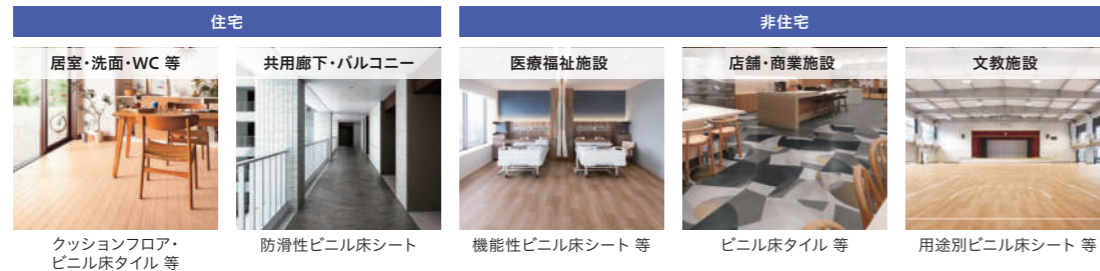 住宅
非住宅
居室・洗面・WC 等
共用廊下・バルコニー
医療福祉施設
店舗・商業施設
文教施設
クッションフロア・
ビニル床タイル 等
防滑性ビニル床シート
機能性ビニル床シート 等
ビニル床タイル 等
用途別ビニル床シート 等